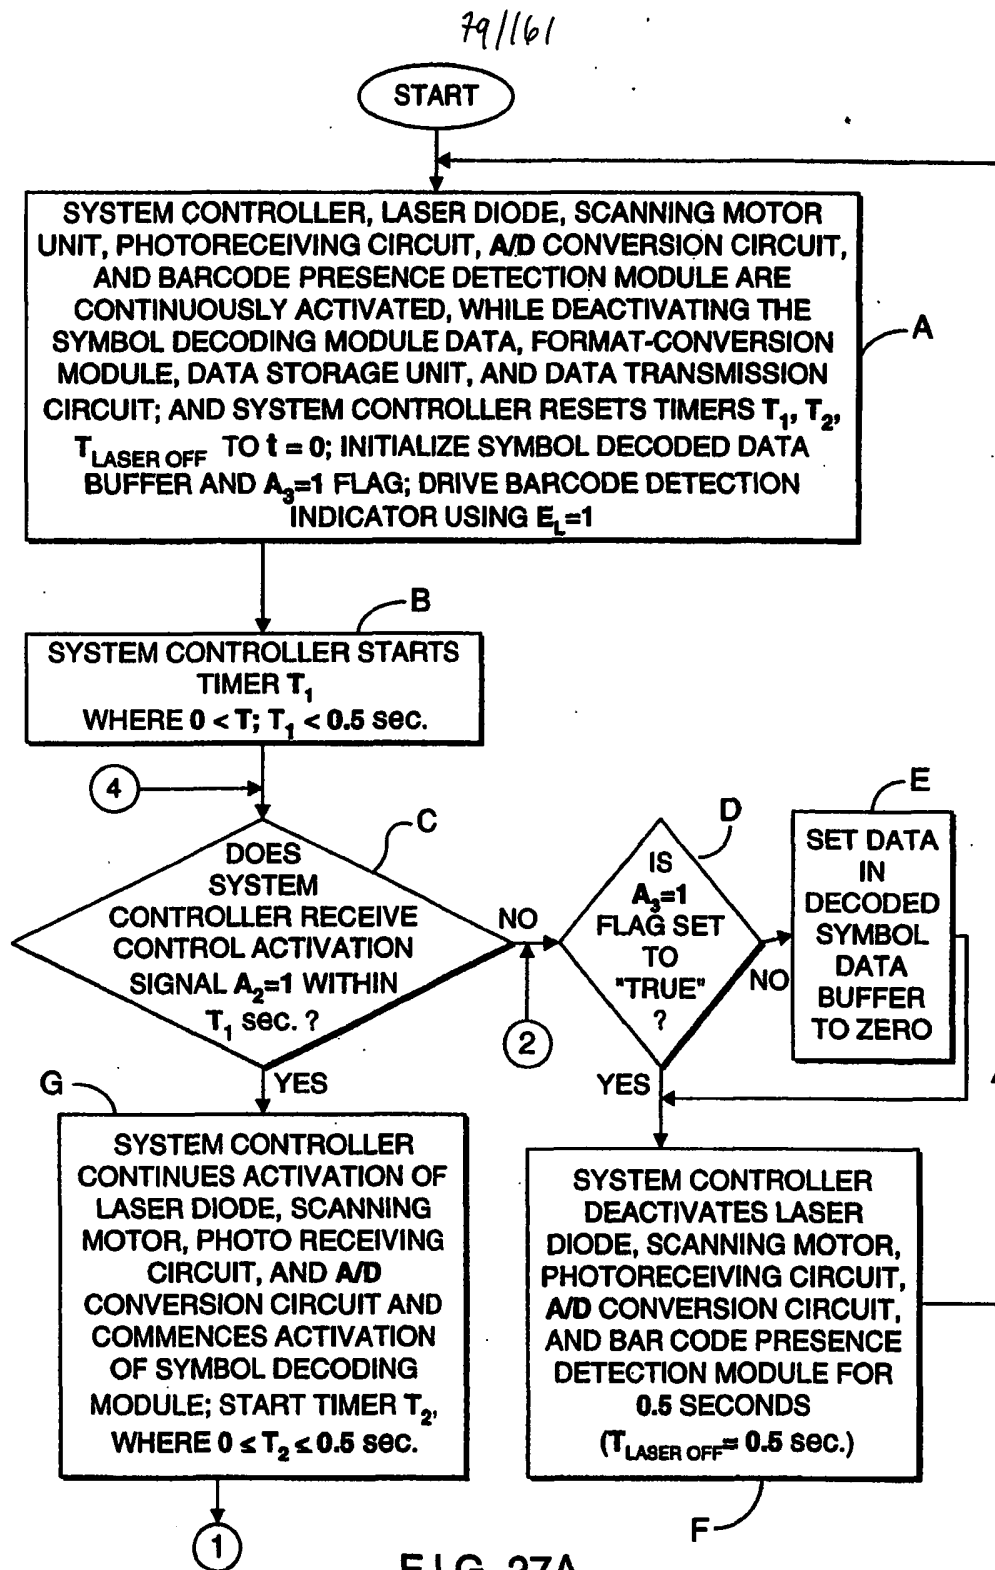 79/161
START
SYSTEM CONTROLLER, LASER DIODE, SCANNING MOTOR
UNIT, PHOTORECEIVING CIRCUIT, A/D CONVERSION CIRCUIT,
AND BARCODE PRESENCE DETECTION MODULE ARE
CONTINUOUSLY ACTIVATED, WHILE DEACTIVATING THE
SYMBOL DECODING MODULE DATA, FORMAT-CONVERSION
MODULE, DATA STORAGE UNIT, AND DATA TRANSMISSION
CIRCUIT; AND SYSTEM CONTROLLER RESETS TIMERS T₁, T₂,
T_LASER OFF TO t = 0; INITIALIZE SYMBOL DECODED DATA
BUFFER AND A₃=1 FLAG; DRIVE BARCODE DETECTION
INDICATOR USING E_L=1
A
B
SYSTEM CONTROLLER STARTS
TIMER T₁
WHERE 0 < T; T₁ < 0.5 sec.
4
C
DOES
SYSTEM
CONTROLLER RECEIVE
CONTROL ACTIVATION
SIGNAL A₂=1 WITHIN
T₁ sec. ?
NO
2
D
IS
A₃=1
FLAG SET
TO
"TRUE"
?
NO
E
SET DATA
IN
DECODED
SYMBOL
DATA
BUFFER
TO ZERO
YES
YES
G
SYSTEM CONTROLLER
CONTINUES ACTIVATION OF
LASER DIODE, SCANNING
MOTOR, PHOTO RECEIVING
CIRCUIT, AND A/D
CONVERSION CIRCUIT AND
COMMENCES ACTIVATION
OF SYMBOL DECODING
MODULE; START TIMER T₂,
WHERE 0 ≤ T₂ ≤ 0.5 sec.
1
SYSTEM CONTROLLER
DEACTIVATES LASER
DIODE, SCANNING MOTOR,
PHOTORECEIVING CIRCUIT,
A/D CONVERSION CIRCUIT,
AND BAR CODE PRESENCE
DETECTION MODULE FOR
0.5 SECONDS
(T_LASER OFF= 0.5 sec.)
F
FIG. 27A